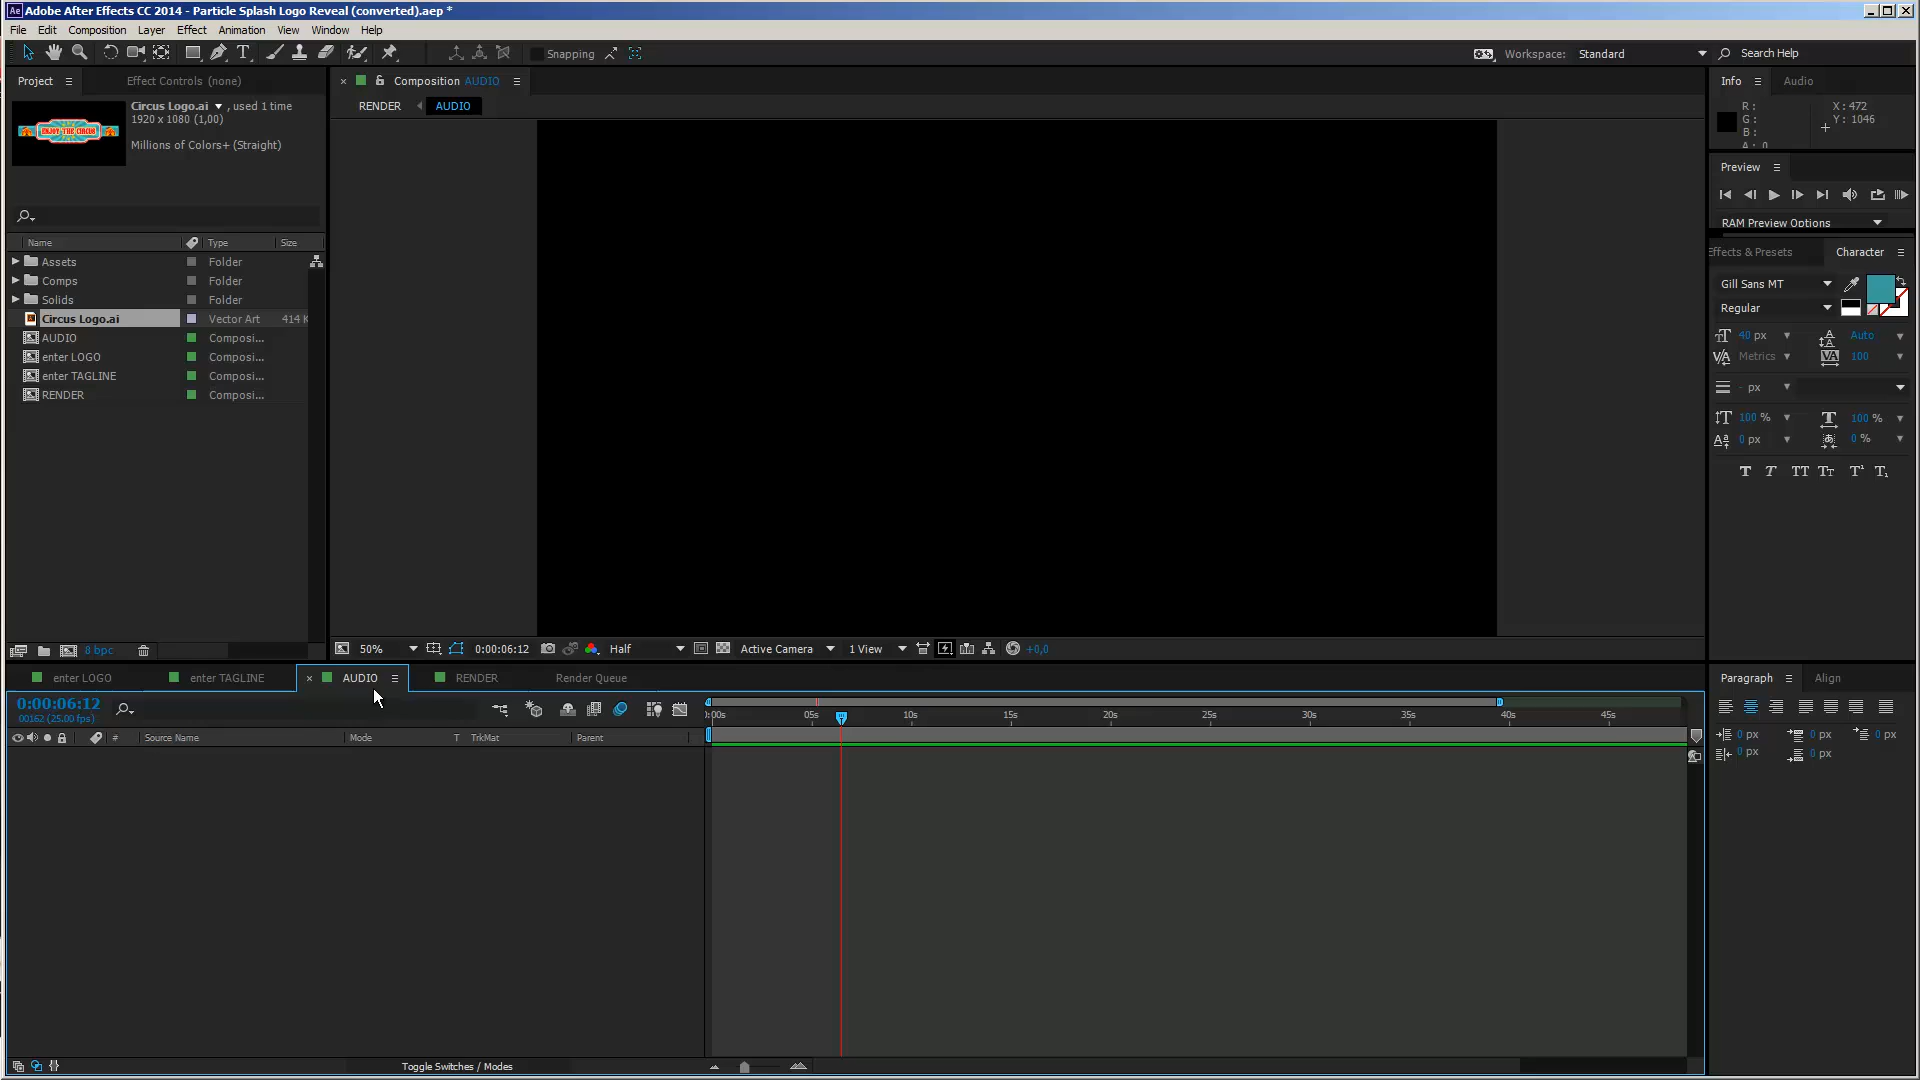 Adobe After Effects CC 2014 - Particle Splash Logo Reveal (converted).aep *
File Edit Composition Layer Effect Animation View Window Help
Snapping
Workspace: Standard
Search Help
Project
Effect Controls (none)
Circus Logo.ai , used 1 time
1920 x 1080 (1,00)
Millions of Colors+ (Straight)
ENJOY THE CIRCUS
Name Type Size
Assets Folder
Comps Folder
Solids Folder
Circus Logo.ai Vector Art 414 K
AUDIO Composi...
enter LOGO Composi...
enter TAGLINE Composi...
RENDER Composi...
8 bpc
Composition AUDIO
RENDER AUDIO
50% 0:00:06:12 Half Active Camera 1 View +0,0
Info Audio
R : X : 472
G : Y : 1046
B :
A : 0
Preview
RAM Preview Options
Effects & Presets Character
Gill Sans MT
Regular
40 px Auto
Metrics 100
- px
100 % 100 %
0 px 0 %
T T TT Tt T¹ T₁
enter LOGO enter TAGLINE AUDIO RENDER Render Queue
0:00:06:12
00162 (25.00 fps)
# Source Name Mode T TrkMat Parent
:00s 05s 10s 15s 20s 25s 30s 35s 40s 45s
Toggle Switches / Modes
Paragraph Align
0 px 0 px 0 px
0 px 0 px